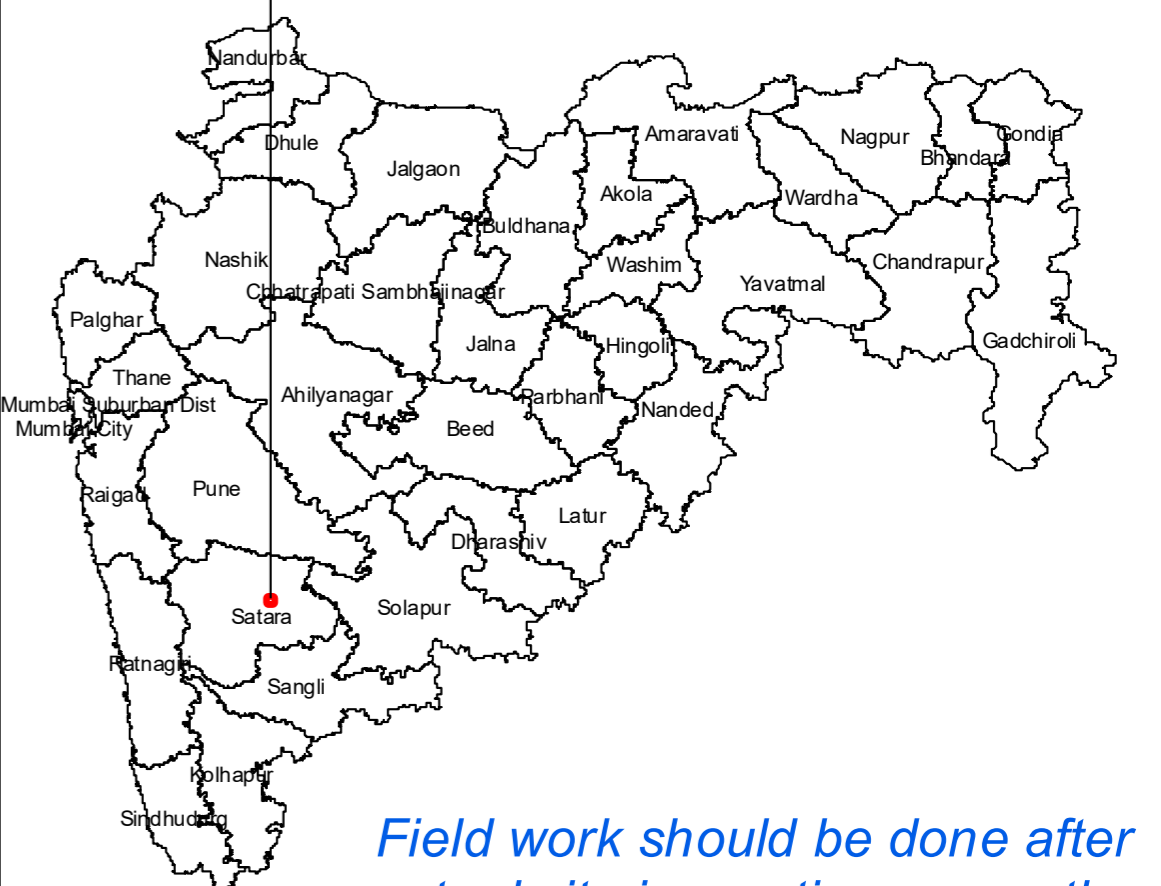 Nandurbar
Dhule
Jalgaon
Amaravati
Nagpur
Gondia
Bhandara
Akola
Wardha
Buldhana
Nashik
Washim
Chandrapur
Yavatmal
Chhatrapati Sambhajinagar
Palghar
Jalna
Hingoli
Gadchiroli
Thane
Ahilyanagar
Parbhani
Mumbai Suburban Dist
Nanded
Mumbai City
Beed
Pune
Raigad
Latur
Dharashiv
Solapur
Satara
Ratnagiri
Sangli
Kolhapur
Sindhudurg
Field work should be done after